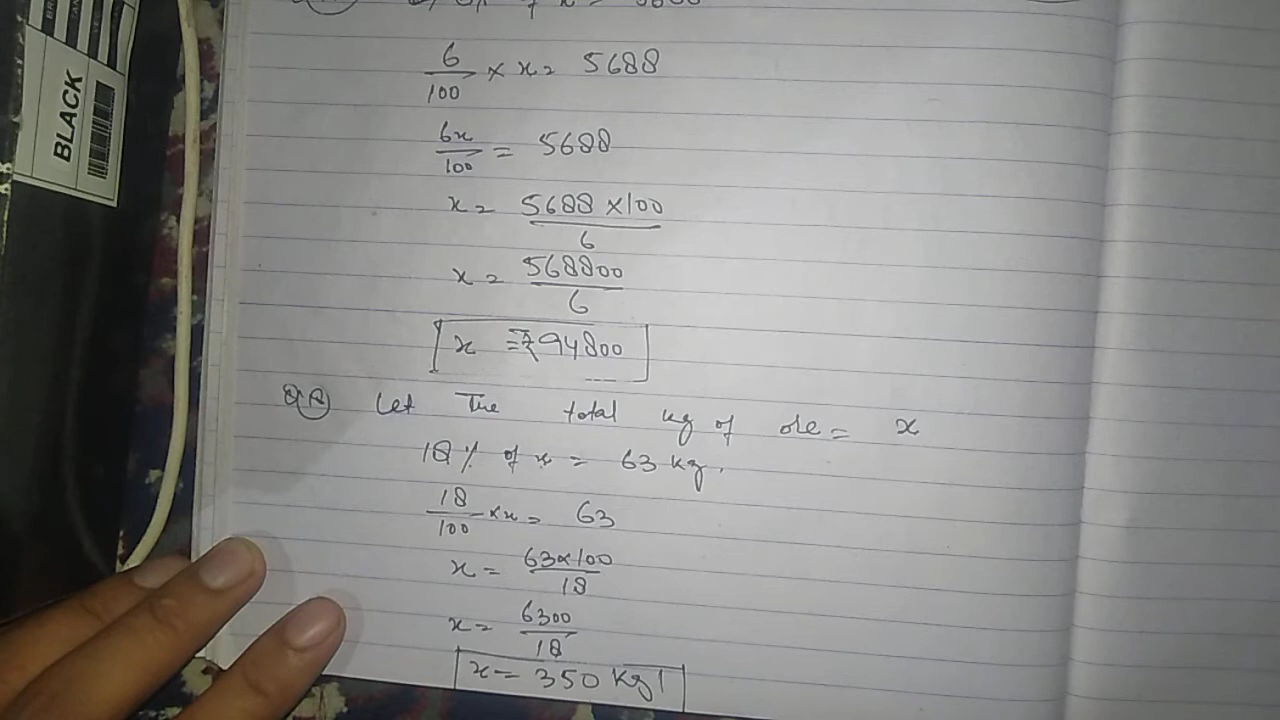 BLACK
6/100 × x = 5688
6x/100 = 5688
x = 5688 × 100/6
x = 568800/6
x = ₹94800
Let The total kg of ore = x
18% of x = 63 kg.
18/100 × x = 63
x = 63×100/18
x = 6300/18
x = 350 kg